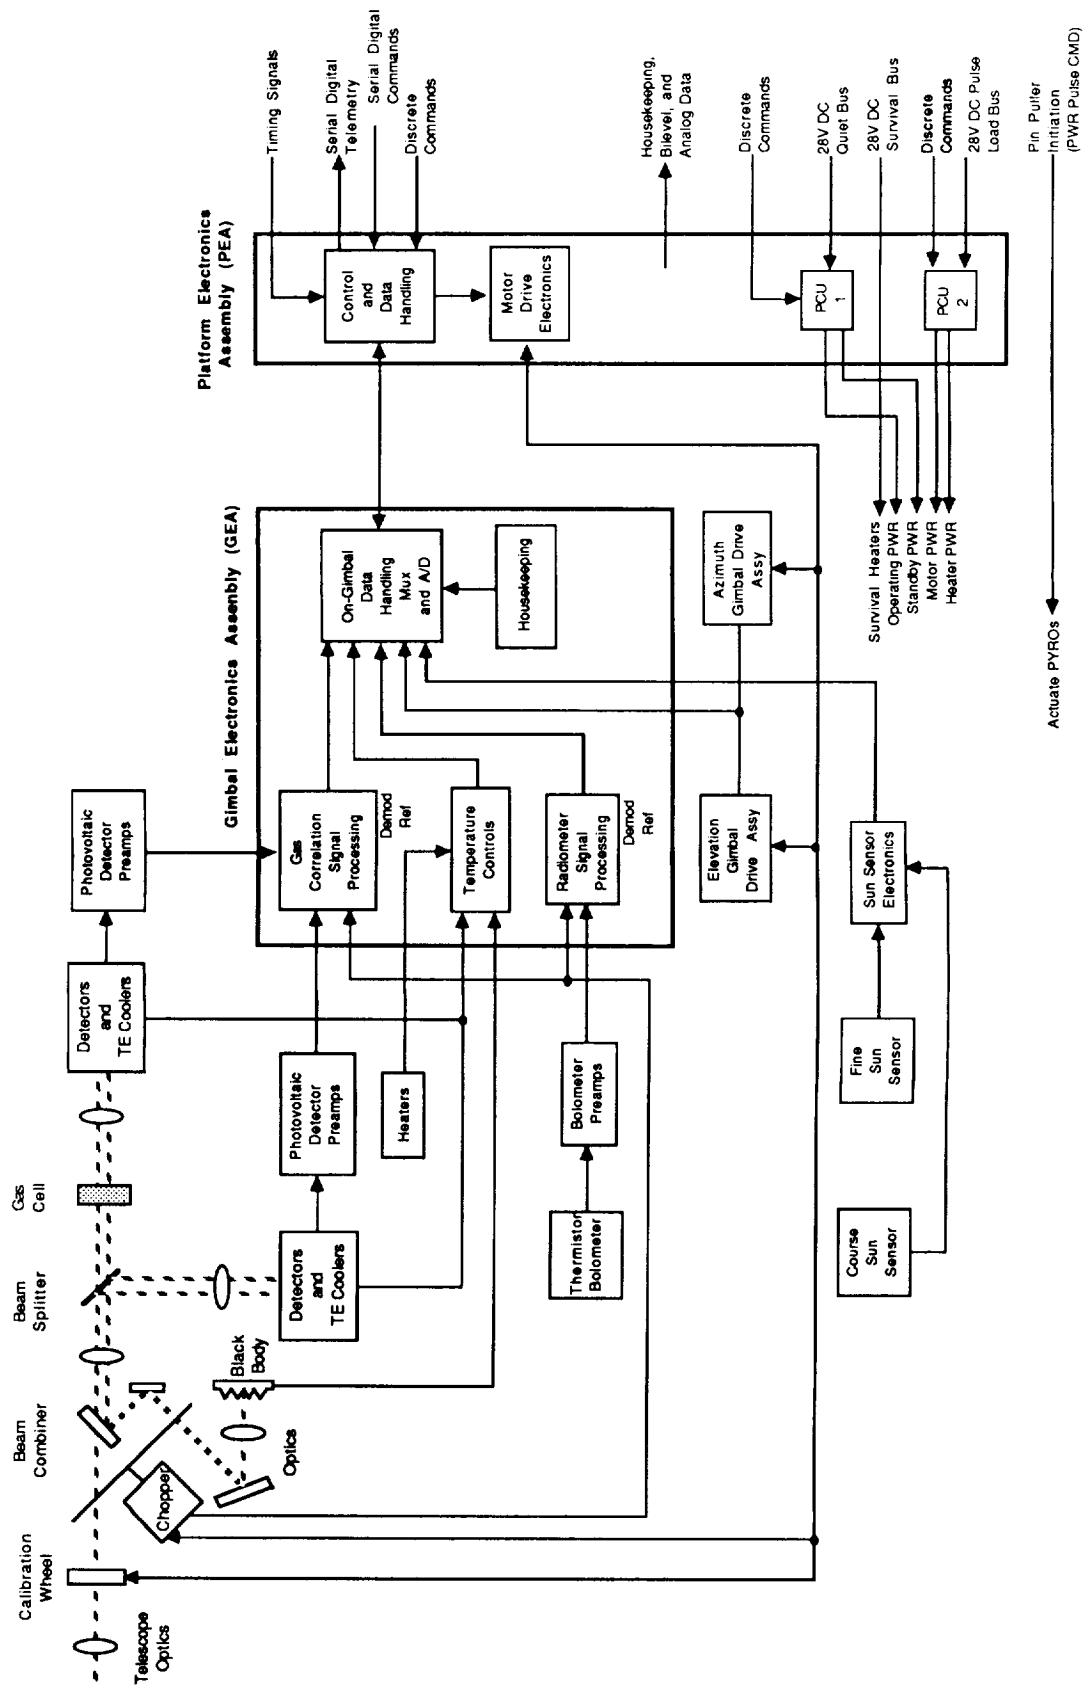 Telescope
Optics
Calibration
Wheel
Beam
Combiner
Beam
Splitter
Gas
Cell
Chopper
Optics
Black
Body
Detectors
and
TE Coolers
Photovoltaic
Detector
Preamps
Detectors
and
TE Coolers
Photovoltaic
Detector
Preamps
Heaters
Thermistor
Bolometer
Bolometer
Preamps
Course
Sun
Sensor
Fine
Sun
Sensor
Sun Sensor
Electronics
Gimbal Electronics Assenbly (GEA)
Gas
Correlation
Signal
Processing
Demod
Ref
Temperature
Controls
Radiometer
Signal
Processing
Demod
Ref
On-Gimbal
Data
Handling
Mux
and A/D
Housekeeping
Elevation
Gimbal
Drive Assy
Azimuth
Gimbal Drive
Assy
Platform Electronics
Assembly (PEA)
Control
and
Data
Handling
Motor
Drive
Electronics
PCU
1
PCU
2
Timing Signals
Serial Digital
Telemetry
Serial Digital
Commands
Discrete
Commands
Housekeeping,
Bilevel, and
Analog Data
Discrete
Commands
28V DC
Quiet Bus
28V DC
Survival Bus
Discrete
Commands
28V DC Pulse
Load Bus
Pin Puller
Initiation
(PWR Pulse CMD)
Survival Heaters
Operating PWR
Standby PWR
Motor PWR
Heater PWR
Actuate PYROs